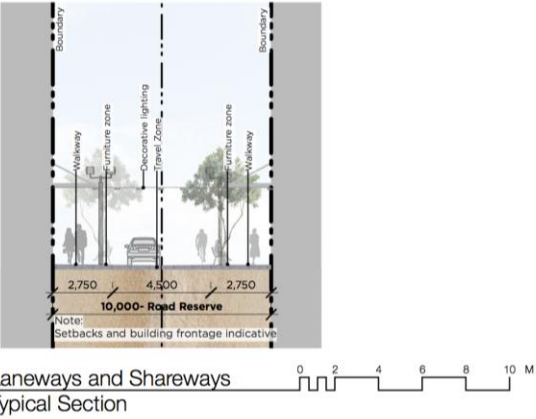 Boundary
Boundary
Walkway
Furniture zone
Decorative lighting
Travel Zone
Furniture zone
Walkway
2,750
4,500
2,750
10,000- Road Reserve
Note:
Setbacks and building frontage indicative
aneways and Shareways
ypical Section
0 2 4 6 8 10 M